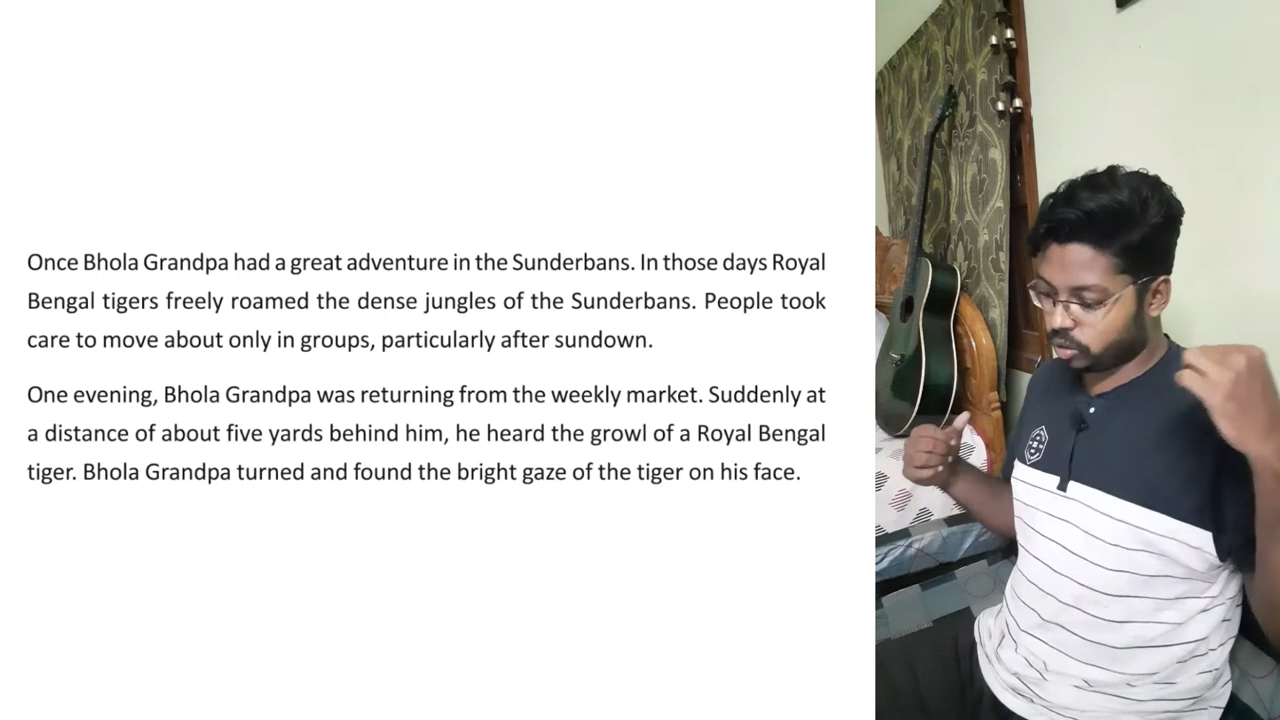 Once Bhola Grandpa had a great adventure in the Sunderbans. In those days Royal
Bengal tigers freely roamed the dense jungles of the Sunderbans. People took
care to move about only in groups, particularly after sundown.
One evening, Bhola Grandpa was returning from the weekly market. Suddenly at
a distance of about five yards behind him, he heard the growl of a Royal Bengal
tiger. Bhola Grandpa turned and found the bright gaze of the tiger on his face.